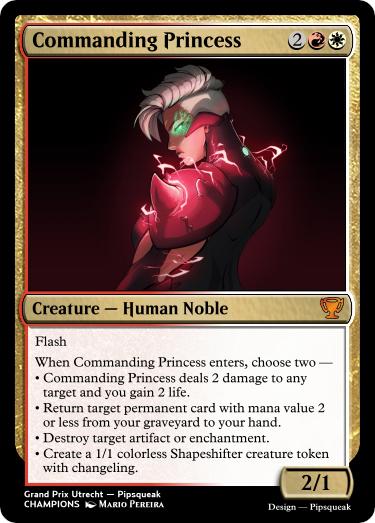 Commanding Princess 2
Creature — Human Noble
Flash
When Commanding Princess enters, choose two —
• Commanding Princess deals 2 damage to any
target and you gain 2 life.
• Return target permanent card with mana value 2
or less from your graveyard to your hand.
• Destroy target artifact or enchantment.
• Create a 1/1 colorless Shapeshifter creature token
with changeling.
2/1
Grand Prix Utrecht — Pipsqueak
CHAMPIONS Mario Pereira
Design — Pipsqueak